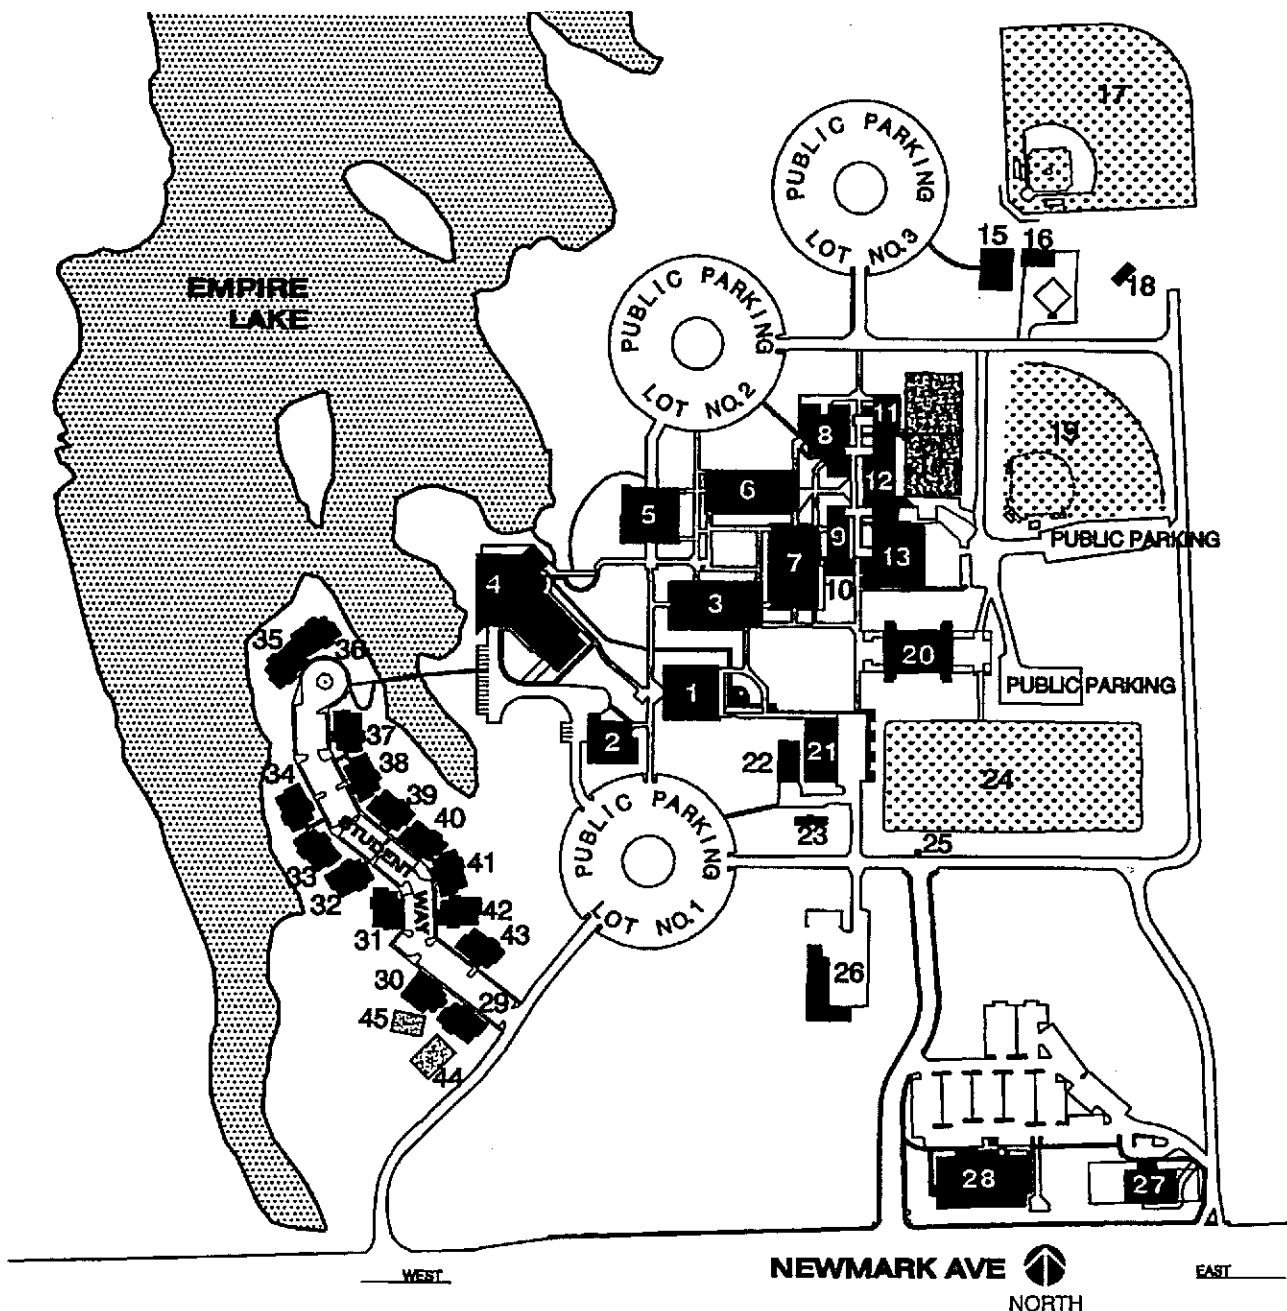 17
PUBLIC PARKING
LOT NO.3
15
16
18
EMPIRE
LAKE
PUBLIC PARKING
LOT NO.2
11
8
19
12
6
5
9
PUBLIC PARKING
7
13
4
10
3
35
36
20
1
PUBLIC PARKING
37
2
21
22
38
34
24
39
40
PUBLIC PARKING
LOT NO.1
23
STUDENT
WAY
25
33
41
32
42
31
43
26
30
29
45
44
28
27
WEST
NEWMARK AVE
EAST
NORTH